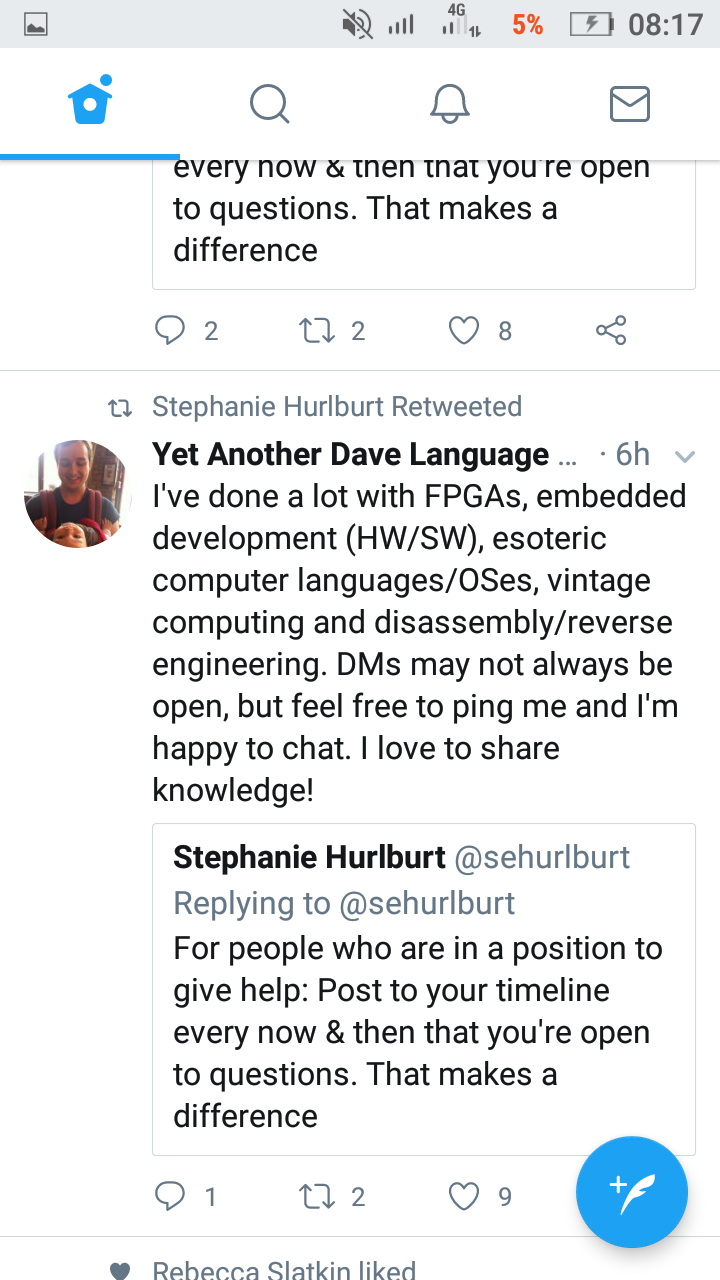 4G 5% 08:17
every now & then that you're open
to questions. That makes a
difference
2 2 8
Stephanie Hurlburt Retweeted
Yet Another Dave Language ... · 6h
I've done a lot with FPGAs, embedded
development (HW/SW), esoteric
computer languages/OSes, vintage
computing and disassembly/reverse
engineering. DMs may not always be
open, but feel free to ping me and I'm
happy to chat. I love to share
knowledge!
Stephanie Hurlburt @sehurlburt
Replying to @sehurlburt
For people who are in a position to
give help: Post to your timeline
every now & then that you're open
to questions. That makes a
difference
1 2 9
Rebecca Slatkin liked